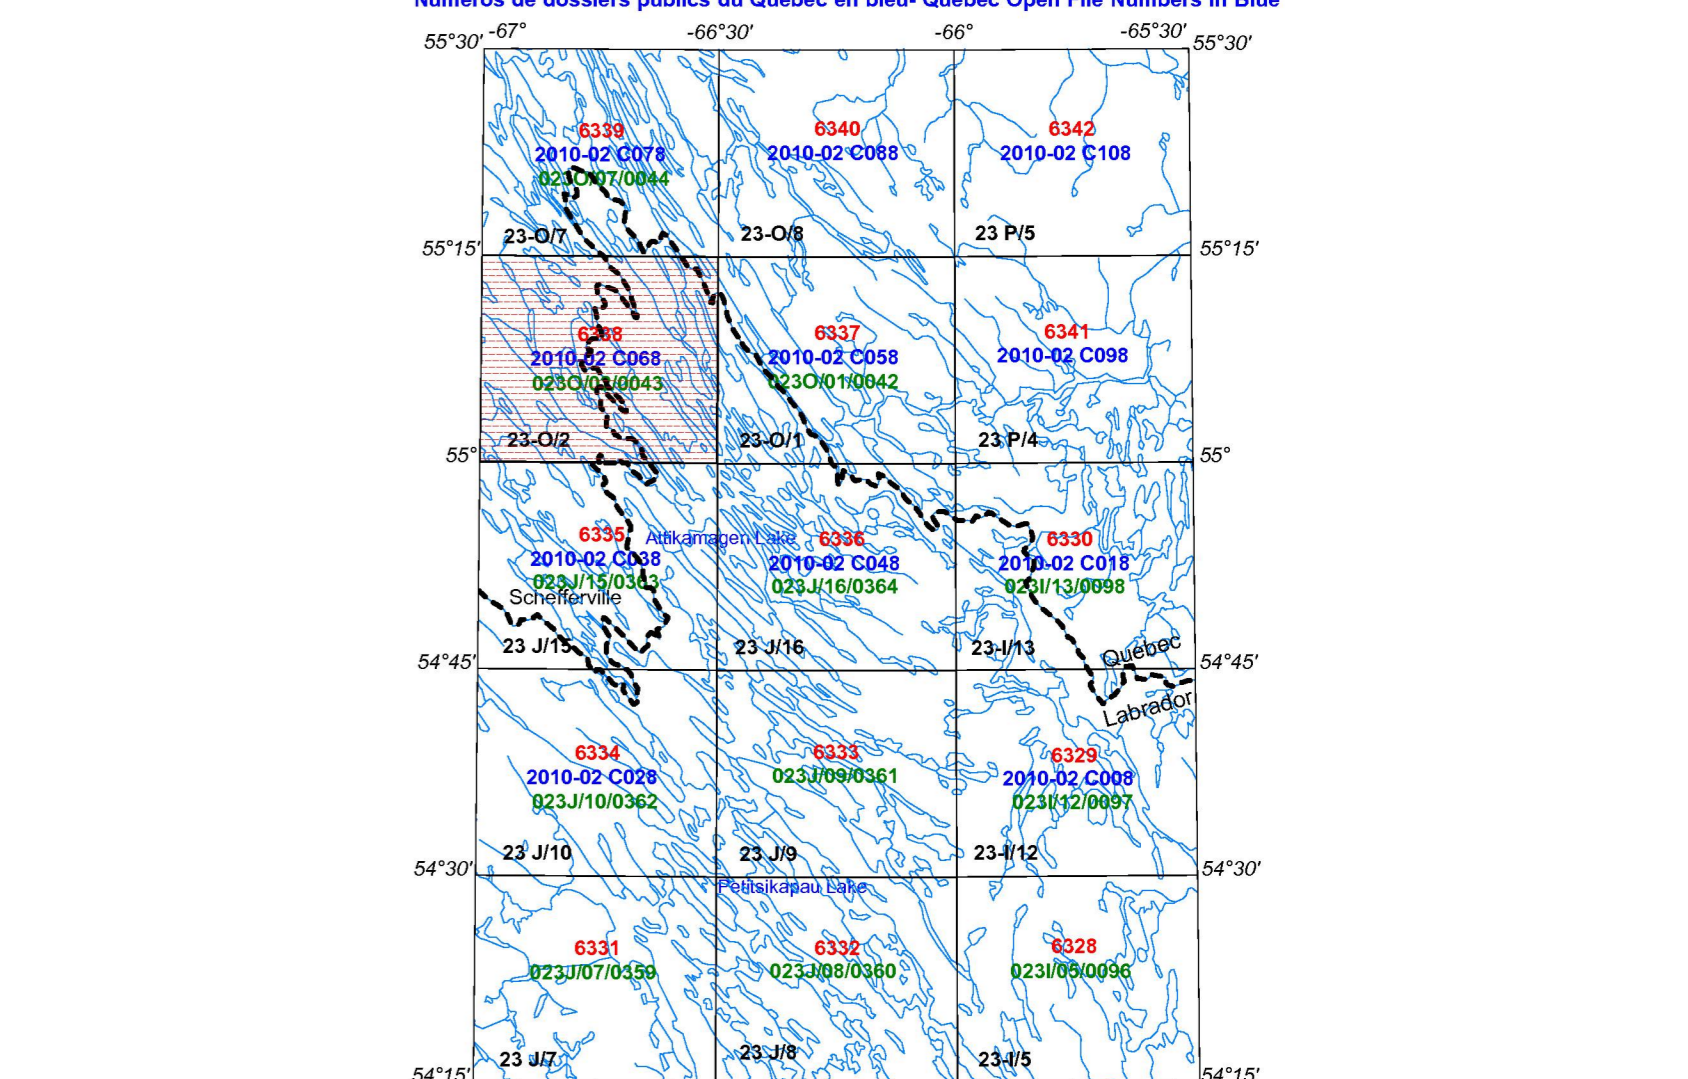 Numéros de dossiers publics du Québec en bleu- Quebec Open File Numbers in Blue
-67° -66°30' -66° -65°30'
55°30' 55°30'
6339 6340 6342
2010-02 C078 2010-02 C088 2010-02 C108
023O/07/0044
23-O/7 23-O/8 23 P/5
55°15' 55°15'
6338 6337 6341
2010-02 C068 2010-02 C058 2010-02 C098
023O/02/0043 023O/01/0042
23-O/2 23-O/1 23 P/4
55° 55°
6335 Attikamagen Lake 6336 6330
2010-02 C038 2010-02 C048 2010-02 C018
023J/15/0363 023J/16/0364 023I/13/0098
Schefferville
23 J/15 23 J/16 23-I/13 Québec
54°45' 54°45'
Labrador
6334 6333 6329
2010-02 C028 023J/09/0361 2010-02 C008
023J/10/0362 023I/12/0097
23 J/10 23 J/9 23-I/12
54°30' 54°30'
Petitsikapau Lake
6331 6332 6328
023J/07/0359 023J/08/0360 023I/05/0096
23 J/7 23 J/8 23-I/5
54°15' 54°15'